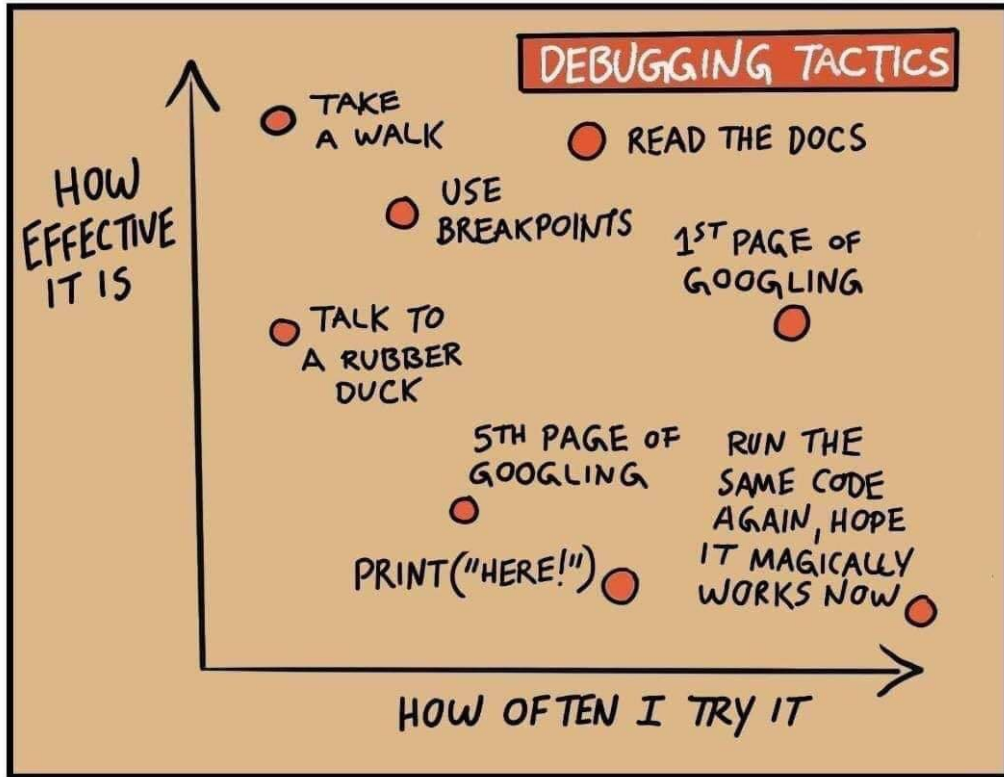 DEBUGGING TACTICS
HOW
EFFECTIVE
IT IS
TAKE
A WALK
READ THE DOCS
USE
BREAKPOINTS
1ST PAGE OF
GOOGLING
TALK TO
A RUBBER
DUCK
5TH PAGE OF
GOOGLING
RUN THE
SAME CODE
AGAIN, HOPE
IT MAGICALLY
WORKS NOW
PRINT("HERE!")
HOW OFTEN I TRY IT